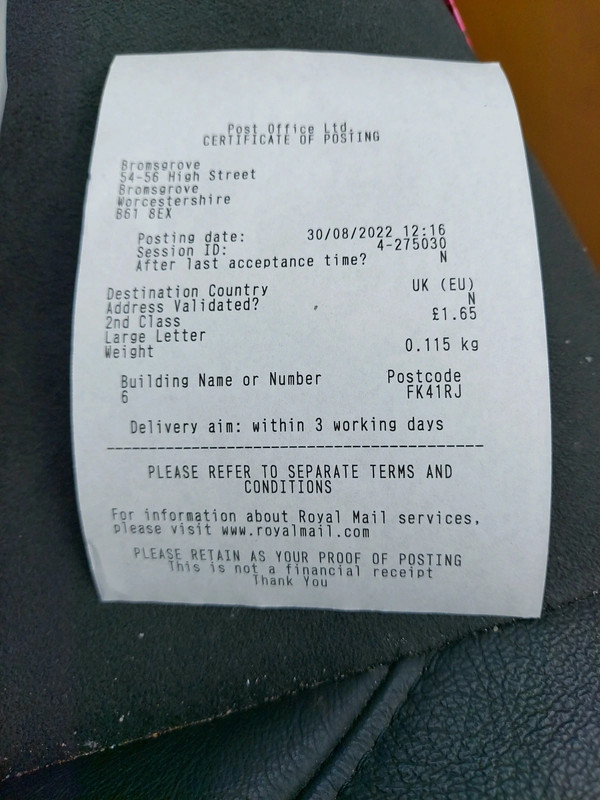 Post Office Ltd.
CERTIFICATE OF POSTING
Bromsgrove
54-56 High Street
Bromsgrove
Worcestershire
B61 8EX
Posting date: 30/08/2022 12:16
Session ID: 4-275030
After last acceptance time? N
Destination Country UK (EU)
Address Validated? N
2nd Class £1.65
Large Letter
Weight 0.115 kg
Building Name or Number Postcode
6 FK41RJ
Delivery aim: within 3 working days
PLEASE REFER TO SEPARATE TERMS AND
CONDITIONS
For information about Royal Mail services,
please visit www.royalmail.com
PLEASE RETAIN AS YOUR PROOF OF POSTING
This is not a financial receipt
Thank You